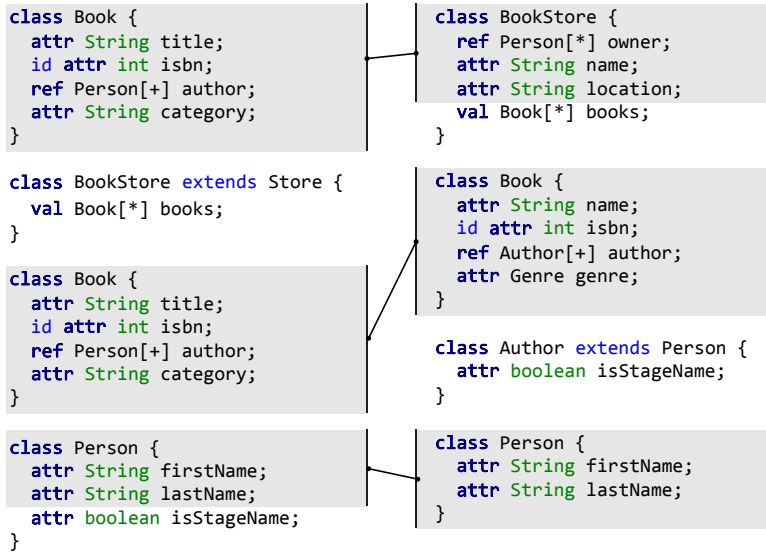 class Book {
attr String title;
id attr int isbn;
ref Person[+] author;
attr String category;
}
class BookStore extends Store {
val Book[*] books;
}
class Book {
attr String title;
id attr int isbn;
ref Person[+] author;
attr String category;
}
class Person {
attr String firstName;
attr String lastName;
attr boolean isStageName;
}
class BookStore {
ref Person[*] owner;
attr String name;
attr String location;
val Book[*] books;
}
class Book {
attr String name;
id attr int isbn;
ref Author[+] author;
attr Genre genre;
}
class Author extends Person {
attr boolean isStageName;
}
class Person {
attr String firstName;
attr String lastName;
}